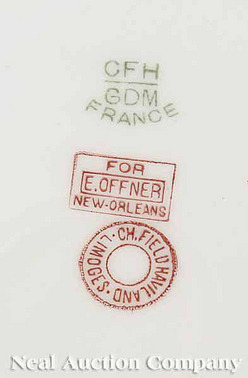 CFH
GDM
FRANCE
FOR
E. OFFNER
NEW-ORLEANS
CH. FIELD HAVILAND · LIMOGES ·
Neal Auction Company